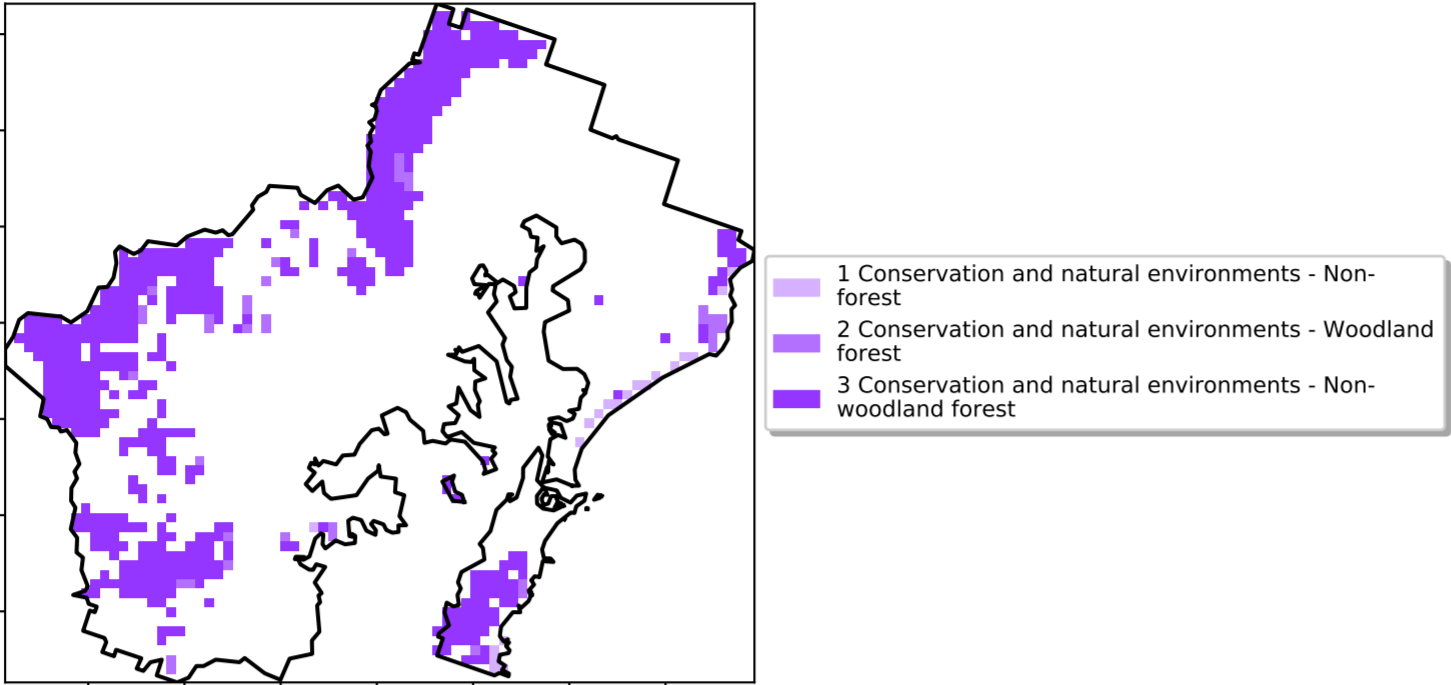 1 Conservation and natural environments - Non-
forest
2 Conservation and natural environments - Woodland
forest
3 Conservation and natural environments - Non-
woodland forest